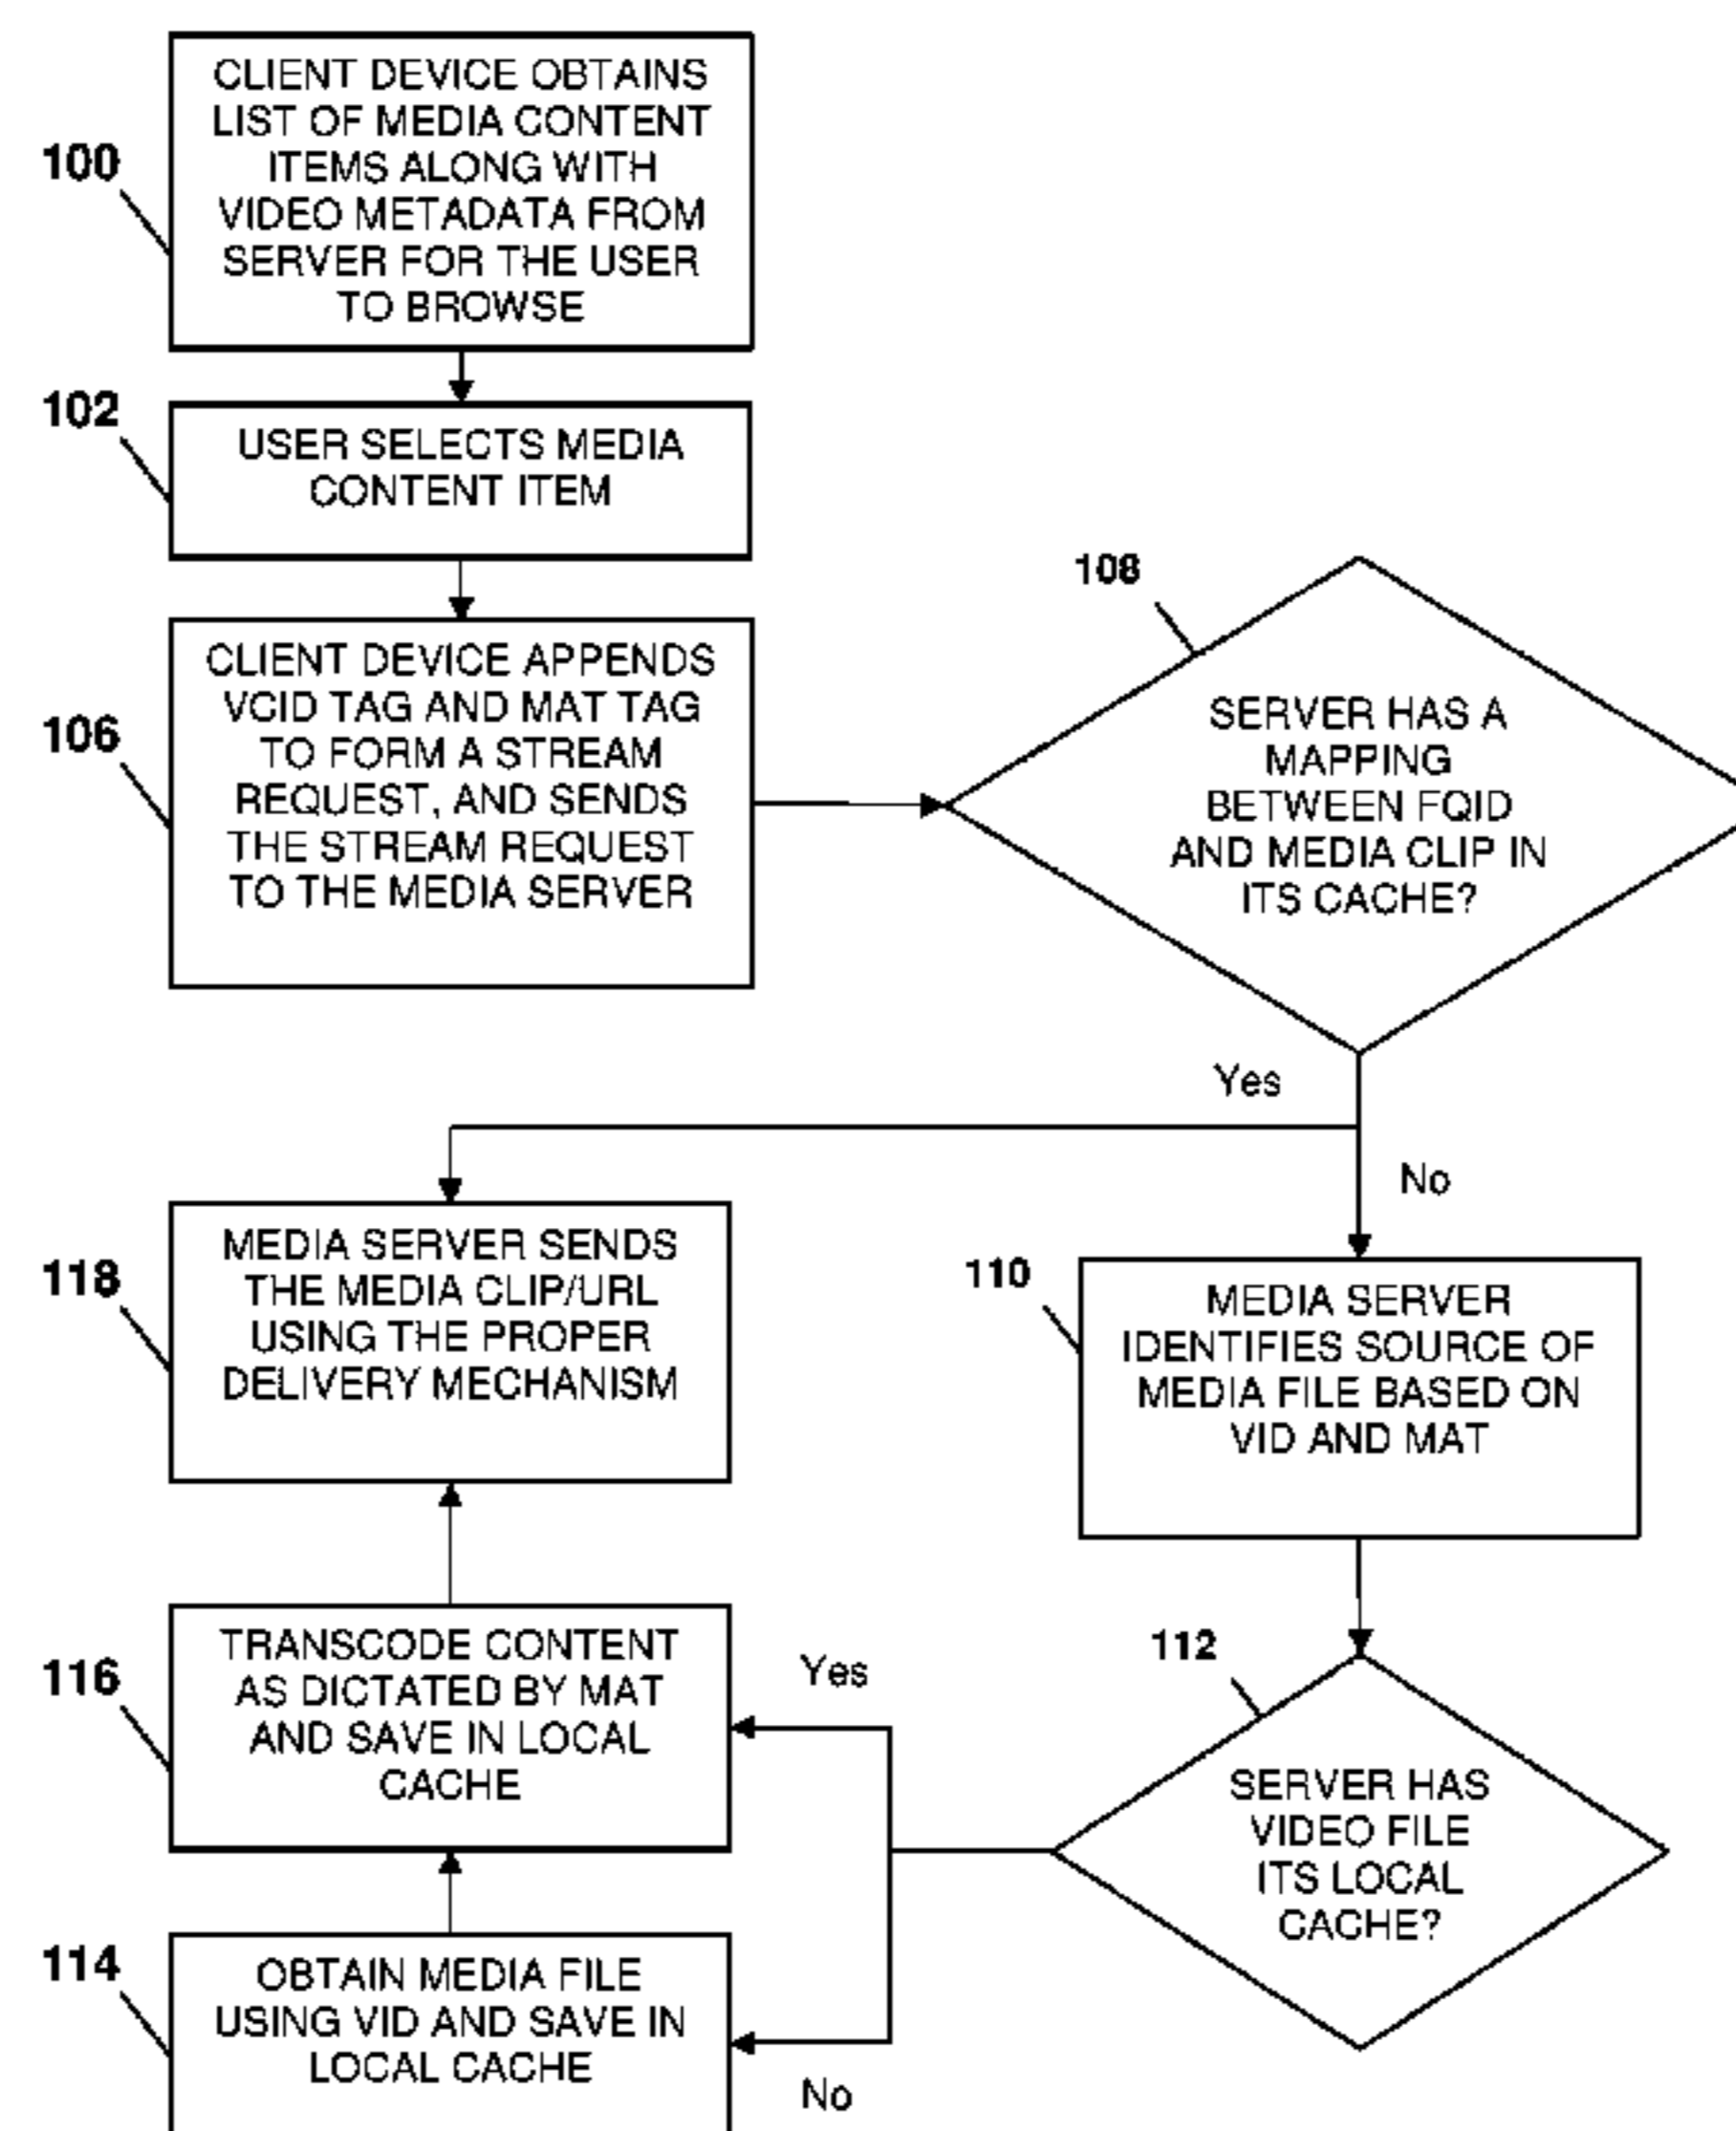 100
CLIENT DEVICE OBTAINS
LIST OF MEDIA CONTENT
ITEMS ALONG WITH
VIDEO METADATA FROM
SERVER FOR THE USER
TO BROWSE
102
USER SELECTS MEDIA
CONTENT ITEM
106
CLIENT DEVICE APPENDS
VCID TAG AND MAT TAG
TO FORM A STREAM
REQUEST, AND SENDS
THE STREAM REQUEST
TO THE MEDIA SERVER
108
SERVER HAS A
MAPPING
BETWEEN FQID
AND MEDIA CLIP IN
ITS CACHE?
Yes
No
118
MEDIA SERVER SENDS
THE MEDIA CLIP/URL
USING THE PROPER
DELIVERY MECHANISM
110
MEDIA SERVER
IDENTIFIES SOURCE OF
MEDIA FILE BASED ON
VID AND MAT
116
TRANSCODE CONTENT
AS DICTATED BY MAT
AND SAVE IN LOCAL
CACHE
Yes
112
SERVER HAS
VIDEO FILE
ITS LOCAL
CACHE?
114
OBTAIN MEDIA FILE
USING VID AND SAVE IN
LOCAL CACHE
No